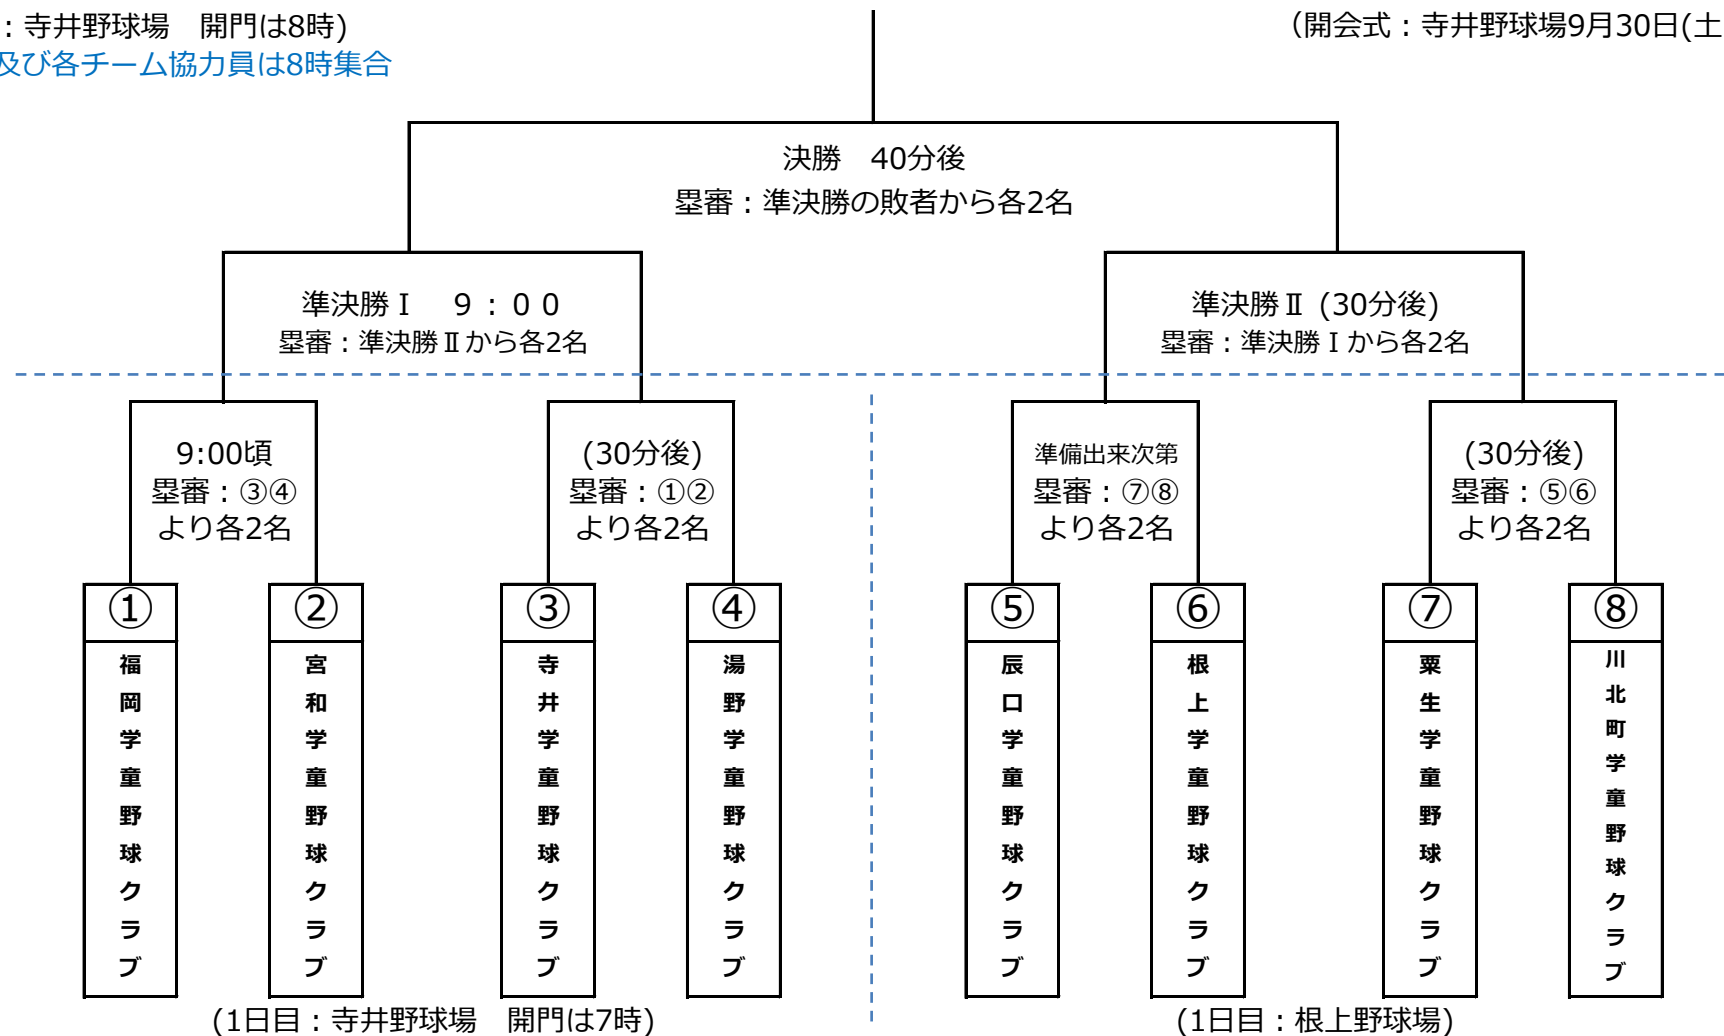 ：寺井野球場　開門は8時)
（開会式：寺井野球場9月30日(土
及び各チーム協力員は8時集合
決勝　40分後
塁審：準決勝の敗者から各2名
準決勝Ⅰ　９：００
塁審：準決勝Ⅱから各2名
準決勝Ⅱ (30分後)
塁審：準決勝Ⅰから各2名
9:00頃
塁審：③④
より各2名
(30分後)
塁審：①②
より各2名
準備出来次第
塁審：⑦⑧
より各2名
(30分後)
塁審：⑤⑥
より各2名
①
福岡学童野球クラブ
②
宮和学童野球クラブ
③
寺井学童野球クラブ
④
湯野学童野球クラブ
⑤
辰口学童野球クラブ
⑥
根上学童野球クラブ
⑦
粟生学童野球クラブ
⑧
川北町学童野球クラブ
(1日目：寺井野球場　開門は7時)
(1日目：根上野球場)